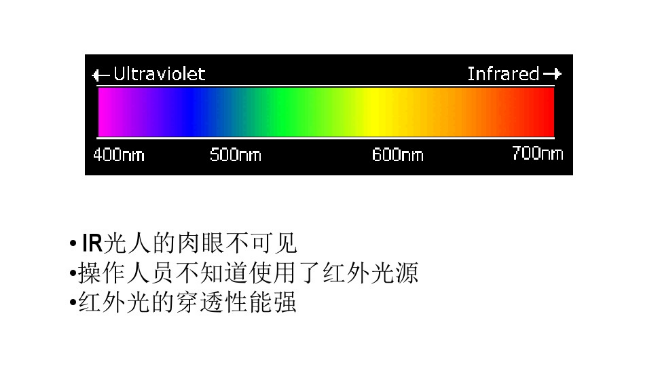 ←Ultraviolet Infrared→
400nm 500nm 600nm 700nm
• IR光人的肉眼不可见
•操作人员不知道使用了红外光源
•红外光的穿透性能强